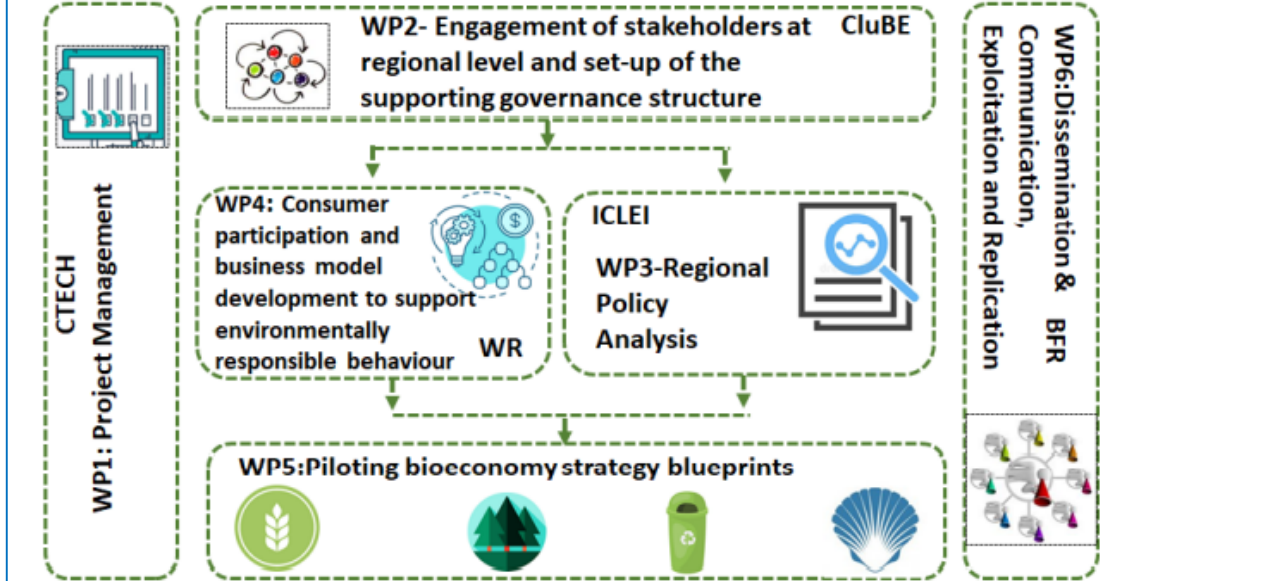 CTECH
WP1: Project Management
WP2- Engagement of stakeholders at
regional level and set-up of the
supporting governance structure
CluBE
WP4: Consumer
participation and
business model
development to support
environmentally
responsible behaviour
WR
ICLEI
WP3-Regional
Policy
Analysis
$
WP5:Piloting bioeconomy strategy blueprints
WP6:Dissemination &
Communication,
Exploitation and Replication
BFR